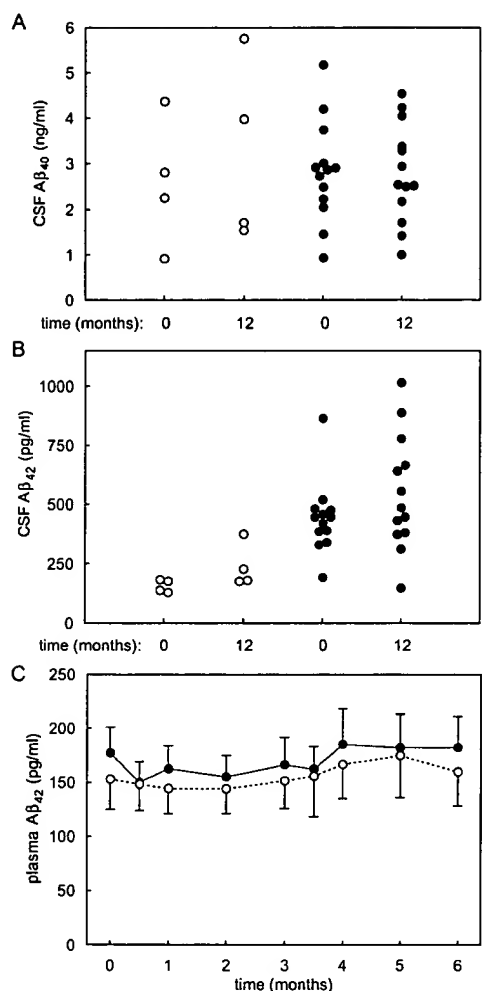 A
CSF Aβ40 (ng/ml)
6
5
4
3
2
1
0
time (months): 0 12 0 12
B
CSF Aβ42 (pg/ml)
1000
750
500
250
0
time (months): 0 12 0 12
C
plasma Aβ42 (pg/ml)
250
200
150
100
50
0
0 1 2 3 4 5 6
time (months)